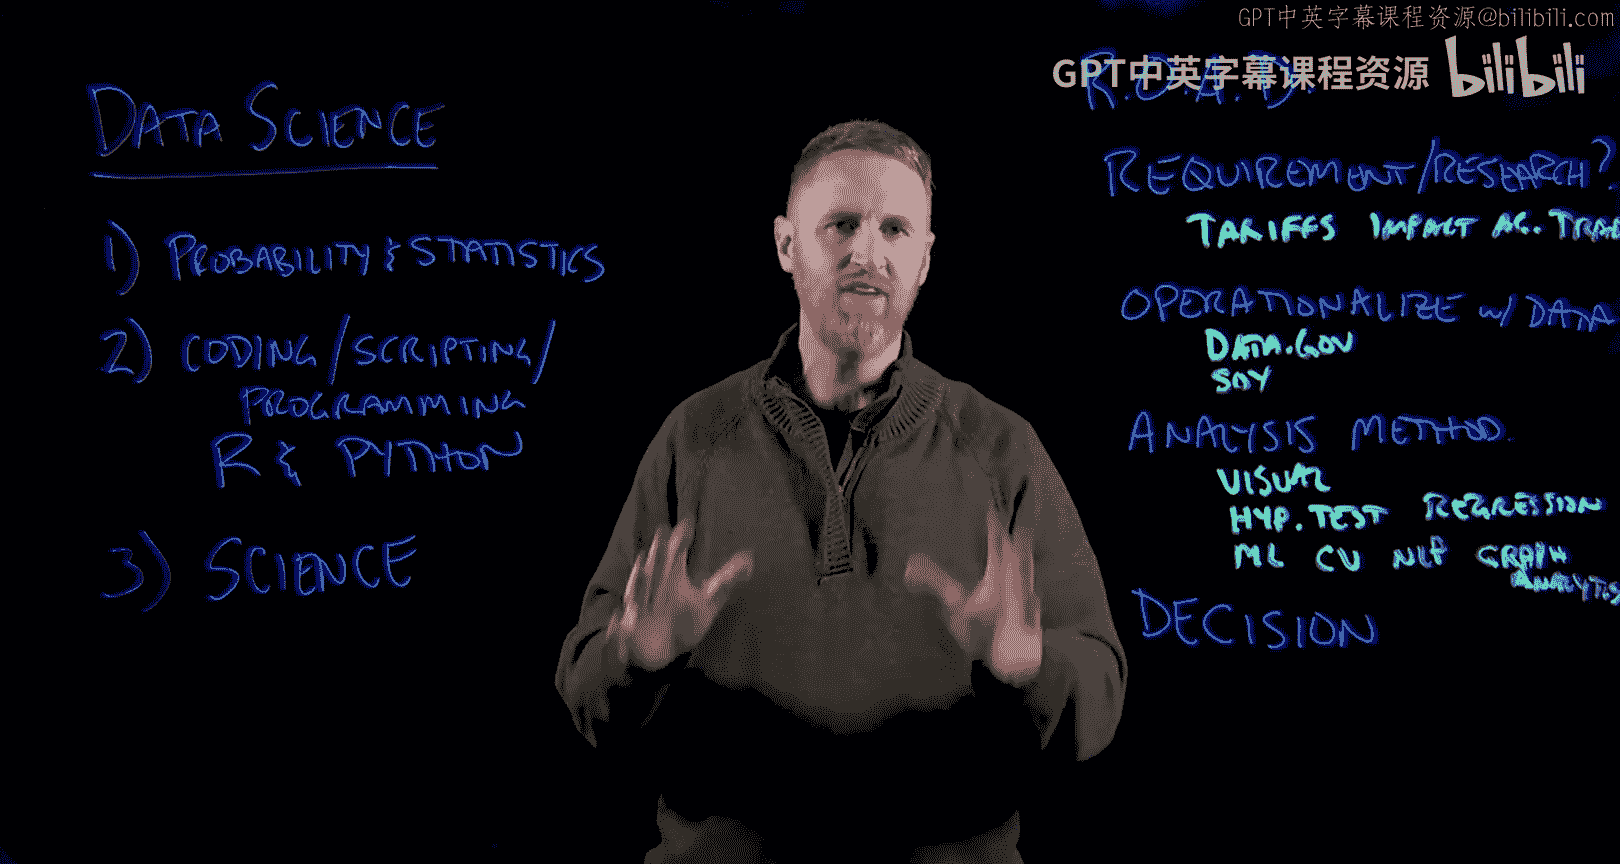 GPT中英字幕课程资源@bilibili.com
GPT中英字幕课程资源 bilibili
DATA SCIENCE
1) PROBABILITY & STATISTICS
2) CODING/SCRIPTING/
PROGRAMMING
R & PYTHON
3) SCIENCE
R.O.A.D.
REQUIREMENT/RESEARCH?
TARIFFS IMPACT AG. TRAD
OPERATIONALIZE w/ DATA
DATA.GOV
SOY
ANALYSIS METHOD.
VISUAL
HYP. TEST REGRESSION
ML CV NLP GRAPH
ANALYTICS
DECISION